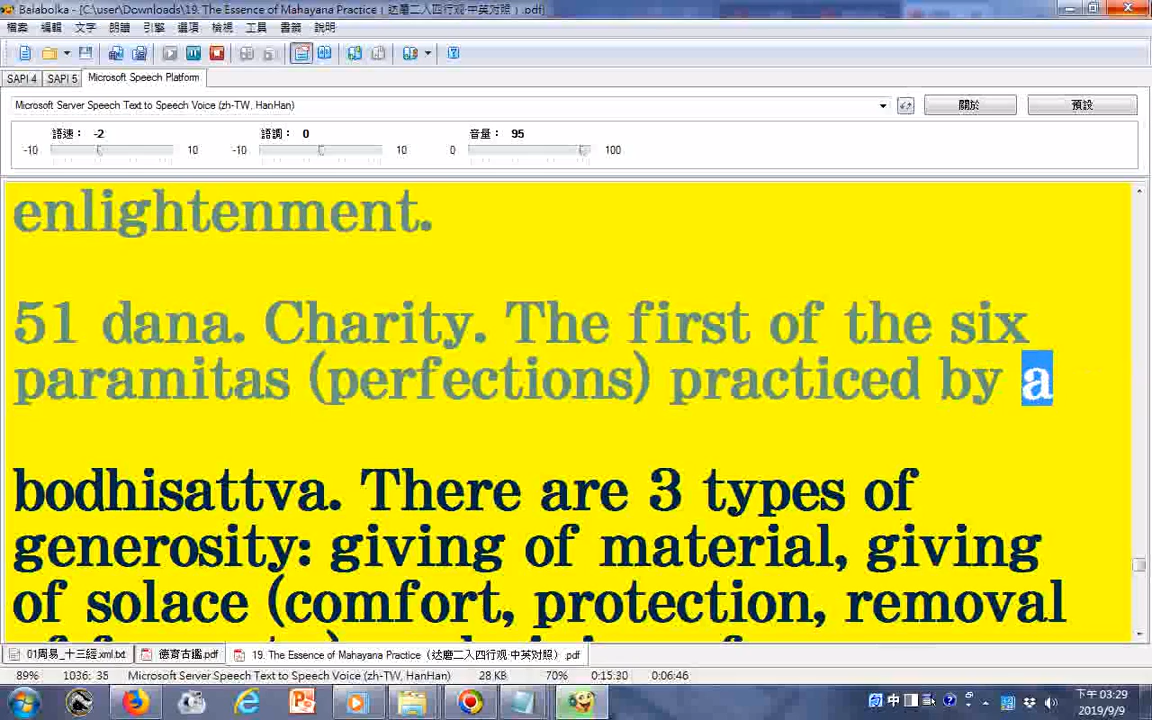 Balabolka - [C:\user\Downloads\19. The Essence of Mahayana Practice（达磨二入四行观·中英对照）.pdf]
檔案 編輯 文字 朗讀 引擎 選項 檢視 工具 書籤 說明
SAPI 4 SAPI 5 Microsoft Speech Platform
Microsoft Server Speech Text to Speech Voice (zh-TW, HanHan) 關於 預設
語速： -2 語調： 0 音量： 95
-10 10 -10 10 0 100
enlightenment.
51 dana. Charity. The first of the six
paramitas (perfections) practiced by a
bodhisattva. There are 3 types of
generosity: giving of material, giving
of solace (comfort, protection, removal
01周易_十三經.xml.txt 德育古鑑.pdf 19. The Essence of Mahayana Practice（达磨二入四行观·中英对照）.pdf
89% 1036: 35 Microsoft Server Speech Text to Speech Voice (zh-TW, HanHan) 28 KB 70% 0:15:30 0:06:46
中 下午 03:29
2019/9/9